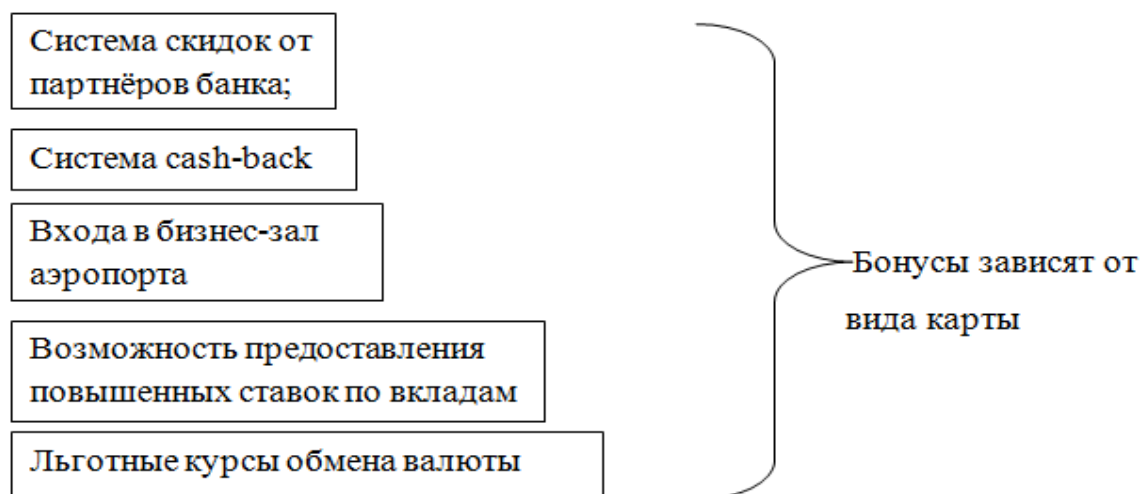 Система скидок от
партнёров банка;
Система cash-back
Входа в бизнес-зал
аэропорта
Возможность предоставления
повышенных ставок по вкладам
Льготные курсы обмена валюты
Бонусы зависят от
вида карты